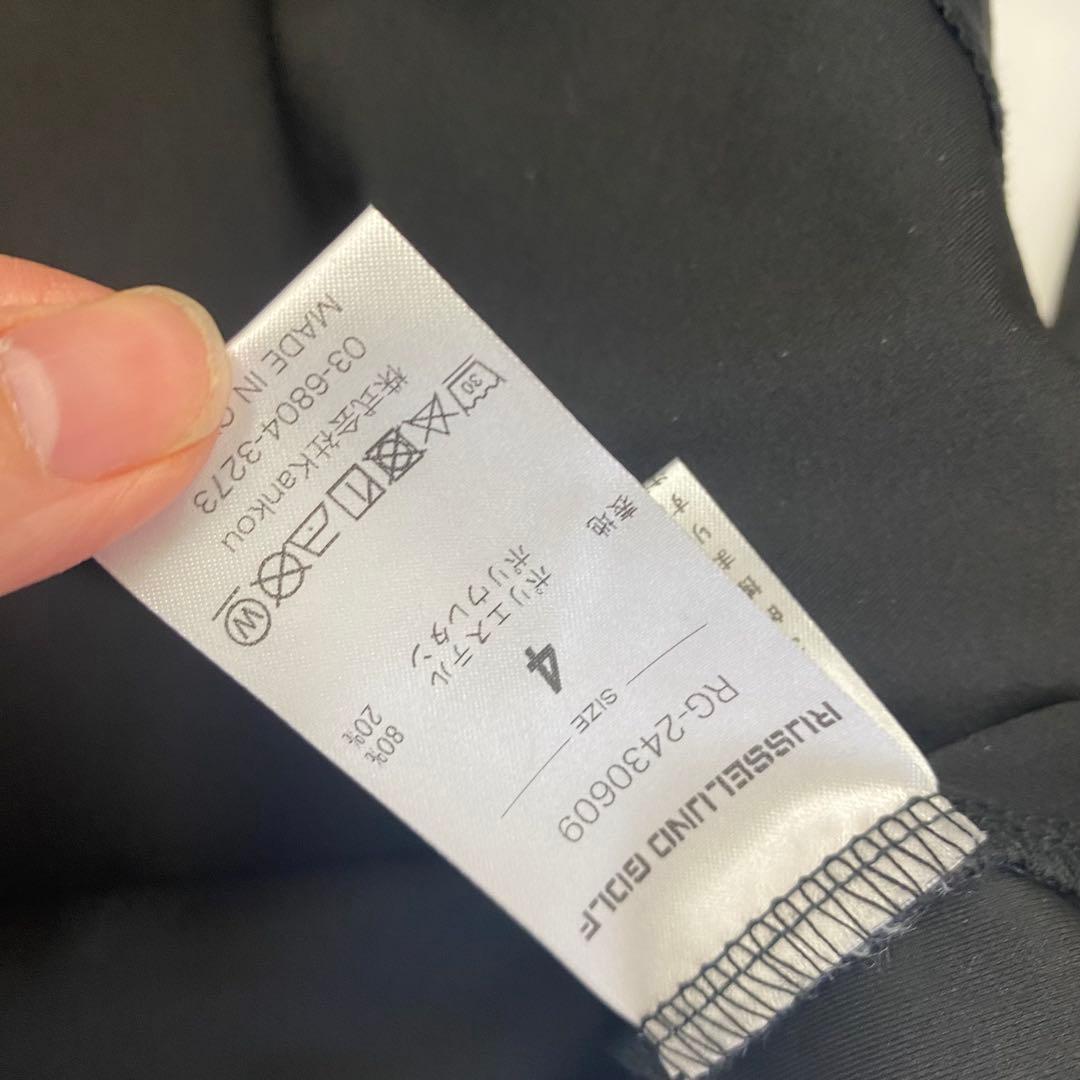 RUSSELUNO GOLF
RG-2430609
SIZE
4
表地
ポリエステル 80%
ポリウレタン 20%
30
W
株式会社Kankou
03-6804-3273
MADE IN